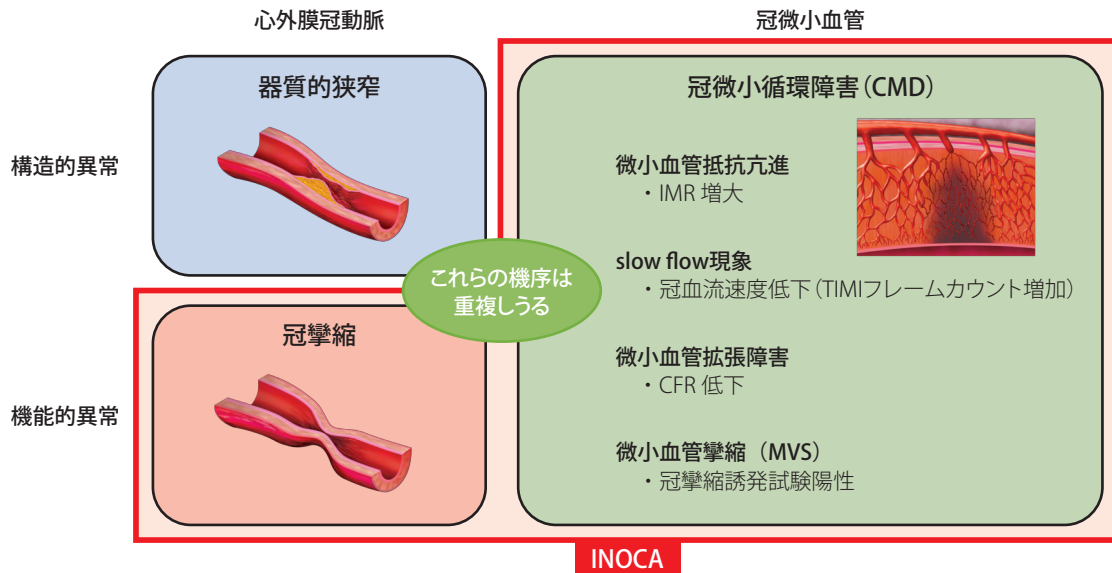 心外膜冠動脈
冠微小血管
構造的異常
器質的狭窄
機能的異常
冠攣縮
これらの機序は
重複しうる
冠微小循環障害（CMD）
微小血管抵抗亢進
・IMR 増大
slow flow現象
・冠血流速度低下（TIMIフレームカウント増加）
微小血管拡張障害
・CFR 低下
微小血管攣縮（MVS）
・冠攣縮誘発試験陽性
INOCA